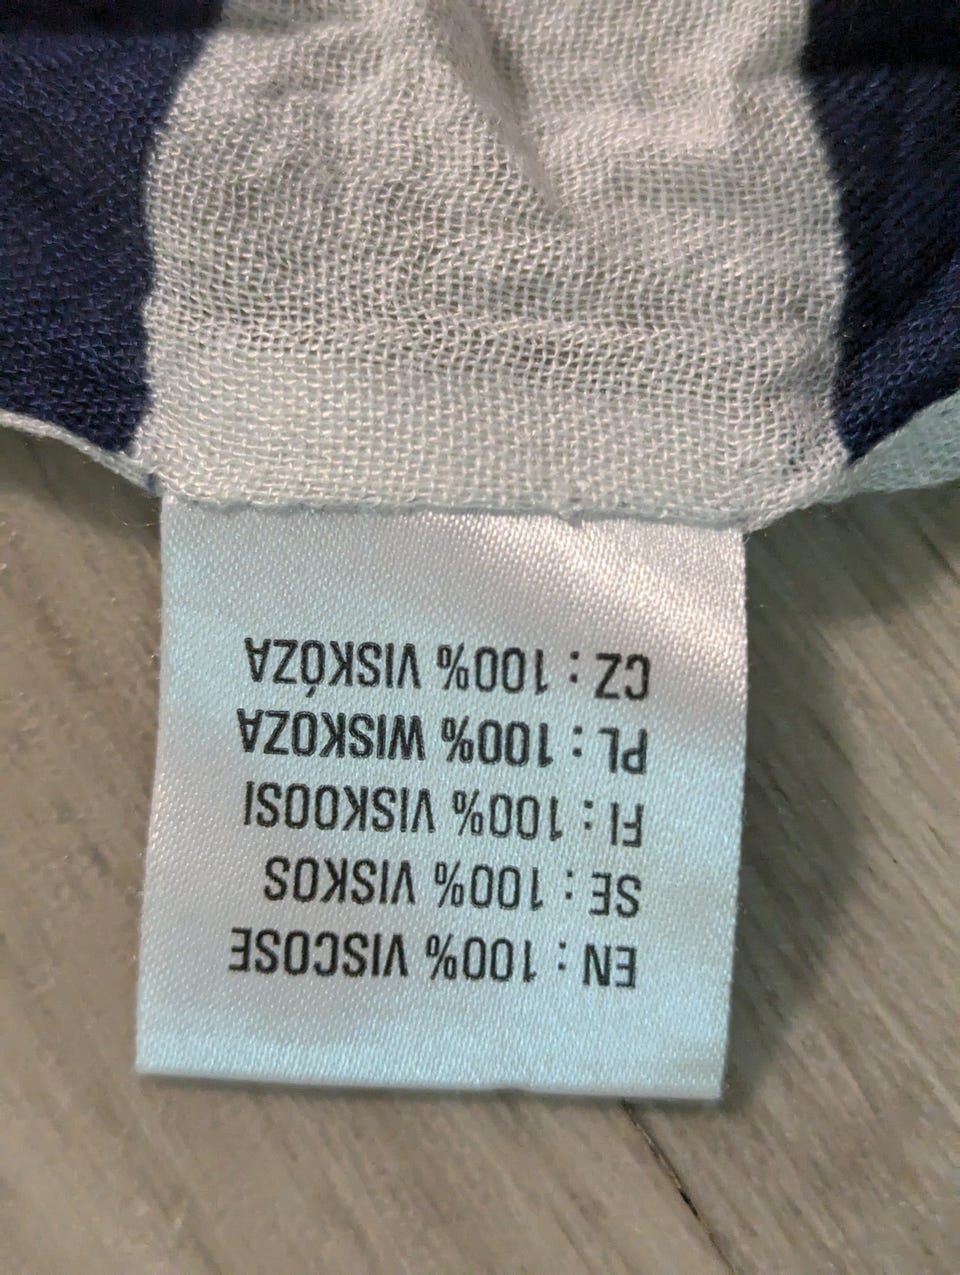 EN : 100% VISCOSE
SE : 100% VISKOS
FI : 100% VISKOOSI
PL : 100% WISKOZA
CZ : 100% VISKÓZA